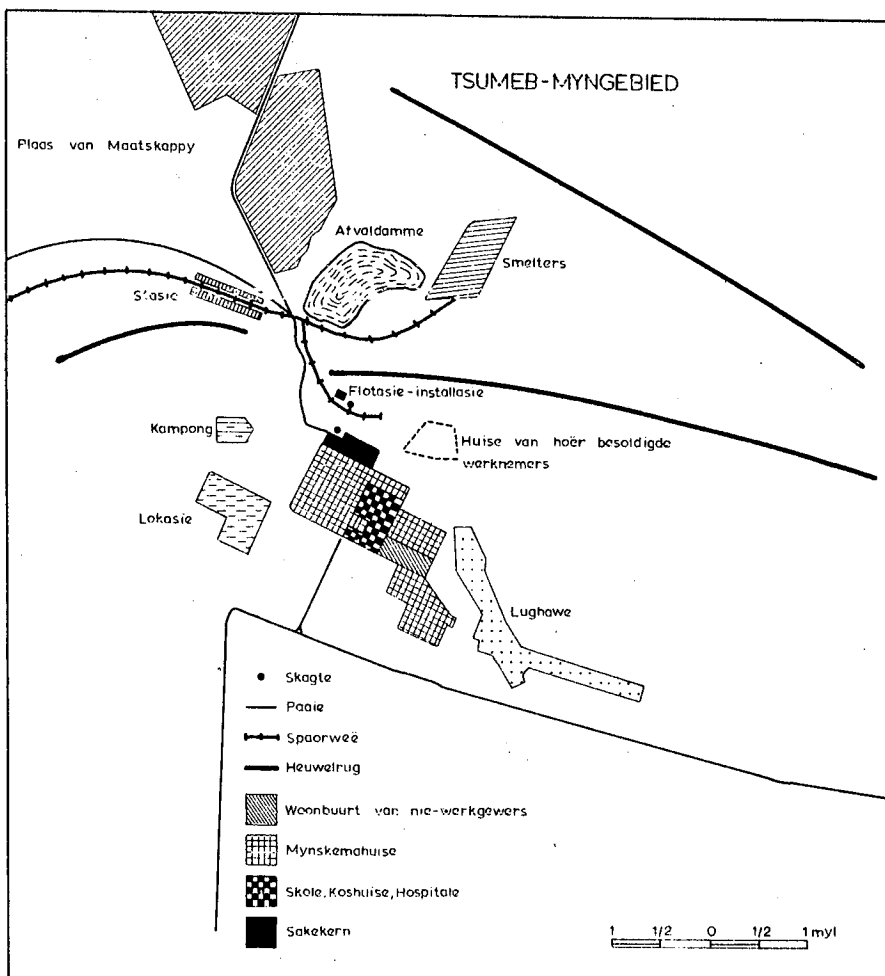 TSUMEB-MYNGEBIED
Plaas van Maatskappy
Afvaldamme
Smelters
Stasie
Flotasie-installasie
Kampong
Huise van hoër besoldigde
werknemers
Lokasie
Lughawe
Skagte
Paaie
Spoorweë
Heuwelrug
Woonbuurt van nie-werkgewers
Mynskemahuise
Skole, Koshuise, Hospitale
Sakekern
1 1/2 0 1/2 1 myl